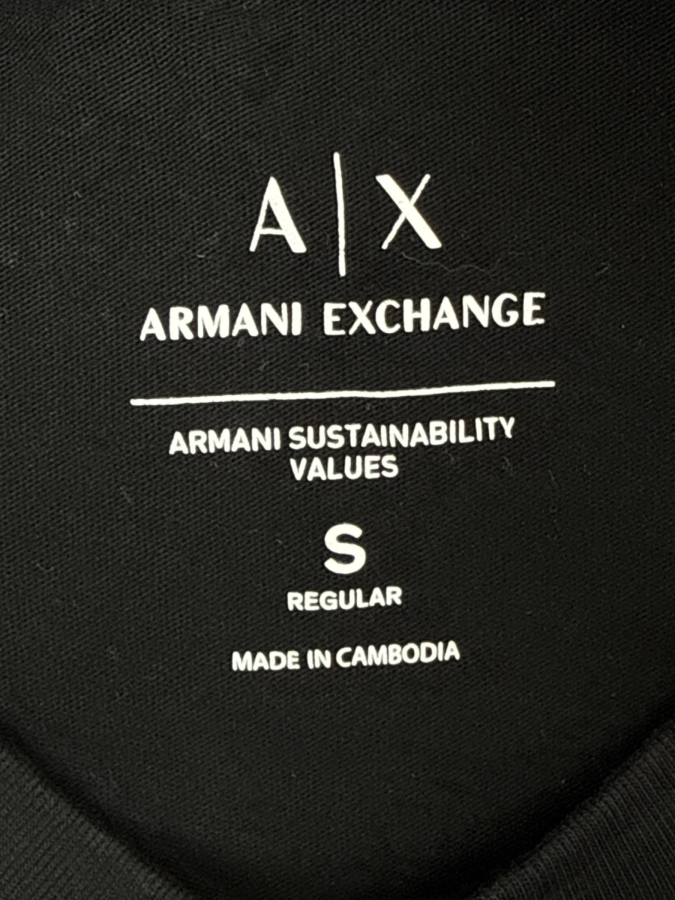 A|X
ARMANI EXCHANGE
ARMANI SUSTAINABILITY
VALUES
S
REGULAR
MADE IN CAMBODIA